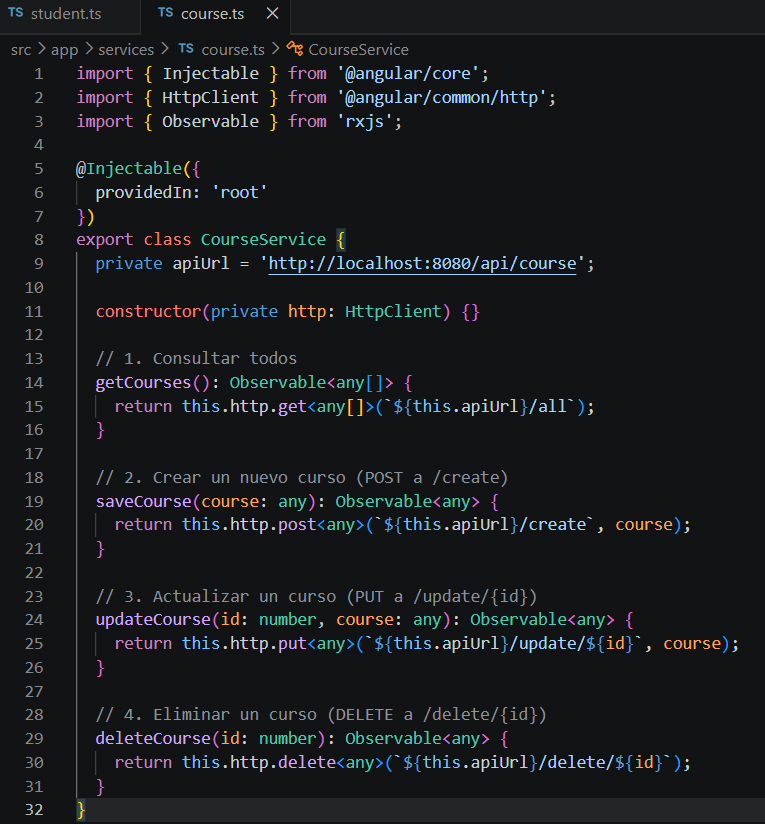 TS student.ts TS course.ts ×
src > app > services > TS course.ts > CourseService
1 import { Injectable } from '@angular/core';
2 import { HttpClient } from '@angular/common/http';
3 import { Observable } from 'rxjs';
4
5 @Injectable({
6   providedIn: 'root'
7 })
8 export class CourseService {
9   private apiUrl = 'http://localhost:8080/api/course';
10
11   constructor(private http: HttpClient) {}
12
13   // 1. Consultar todos
14   getCourses(): Observable<any[]> {
15     return this.http.get<any[]>(`${this.apiUrl}/all`);
16   }
17
18   // 2. Crear un nuevo curso (POST a /create)
19   saveCourse(course: any): Observable<any> {
20     return this.http.post<any>(`${this.apiUrl}/create`, course);
21   }
22
23   // 3. Actualizar un curso (PUT a /update/{id})
24   updateCourse(id: number, course: any): Observable<any> {
25     return this.http.put<any>(`${this.apiUrl}/update/${id}`, course);
26   }
27
28   // 4. Eliminar un curso (DELETE a /delete/{id})
29   deleteCourse(id: number): Observable<any> {
30     return this.http.delete<any>(`${this.apiUrl}/delete/${id}`);
31   }
32 }